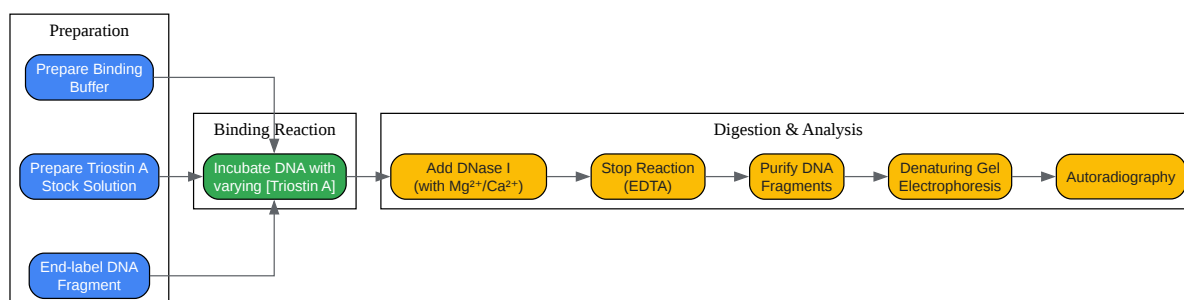 Preparation
Prepare Binding
Buffer
Prepare Triostin A
Stock Solution
End-label DNA
Fragment
Binding Reaction
Incubate DNA with
varying [Triostin A]
Digestion & Analysis
Add DNase I
(with Mg²⁺/Ca²⁺)
Stop Reaction
(EDTA)
Purify DNA
Fragments
Denaturing Gel
Electrophoresis
Autoradiography